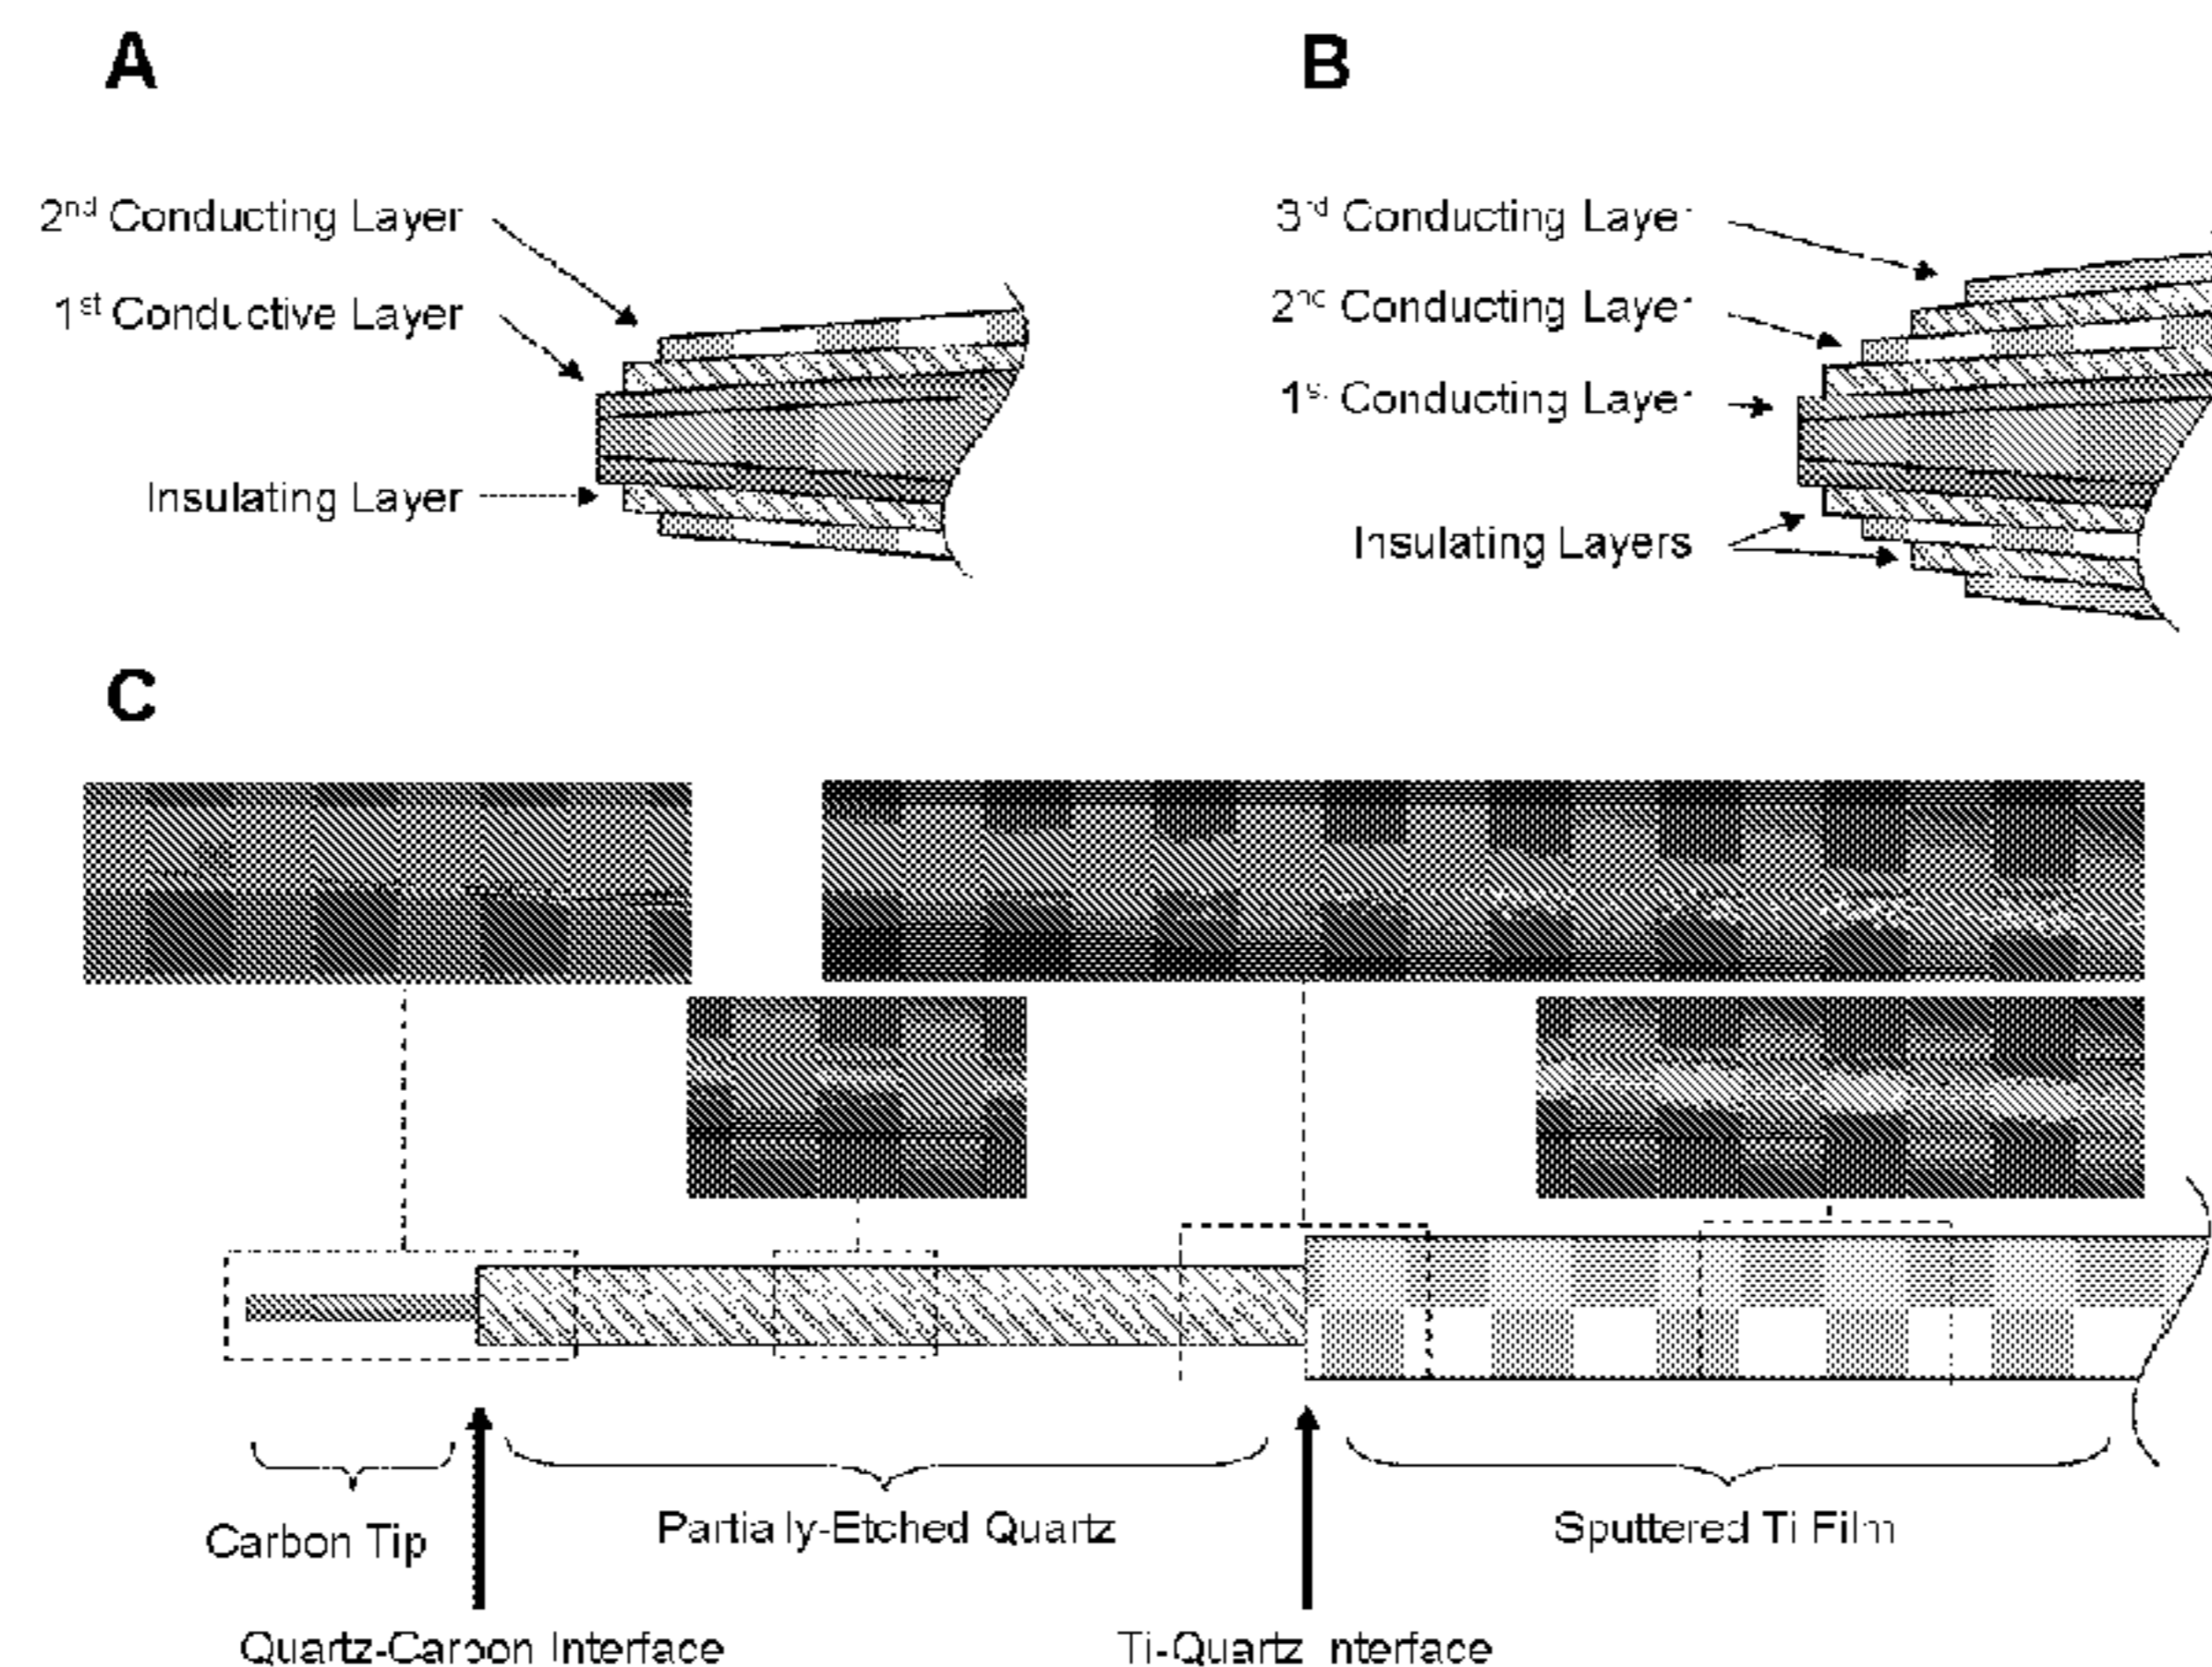 A
B
2nd Conducting Layer
1st Conductive Layer
Insulating Layer
3rd Conducting Layer
2nd Conducting Layer
1st Conducting Layer
Insulating Layers
C
Carbon Tip
Partially-Etched Quartz
Sputtered Ti Film
Quartz-Carbon Interface
Ti-Quartz Interface